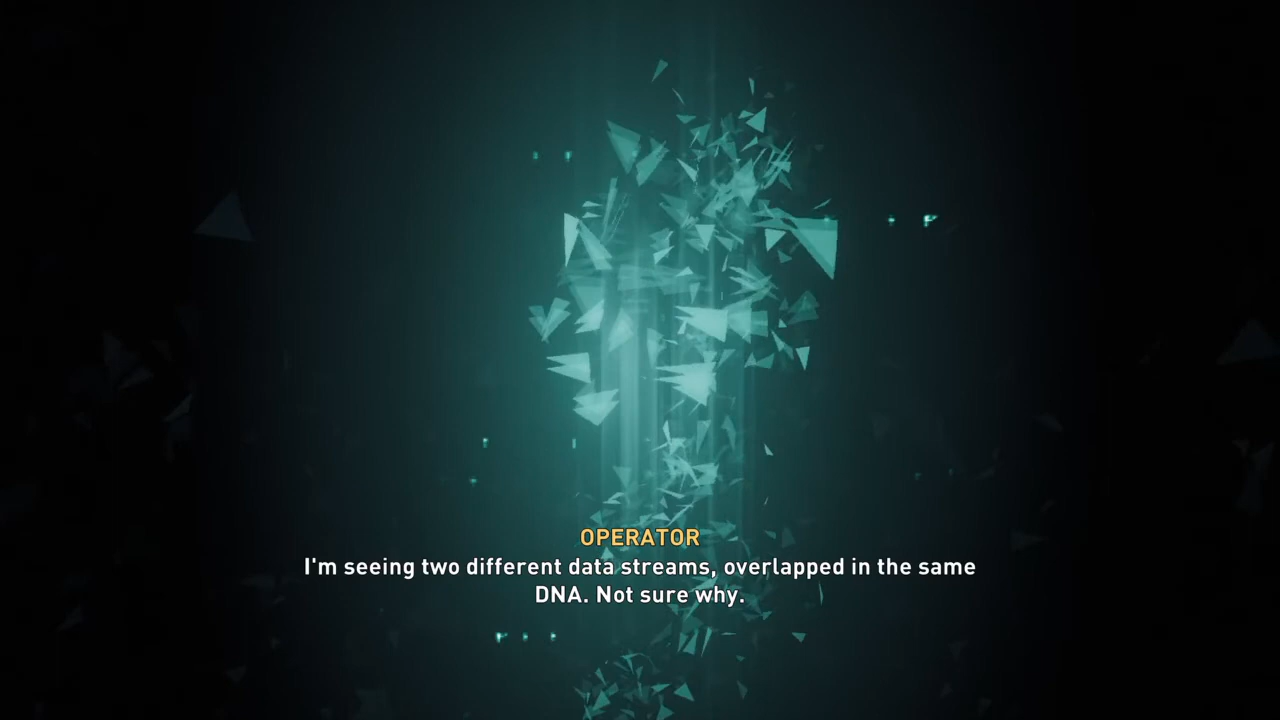 OPERATOR
I'm seeing two different data streams, overlapped in the same
DNA. Not sure why.